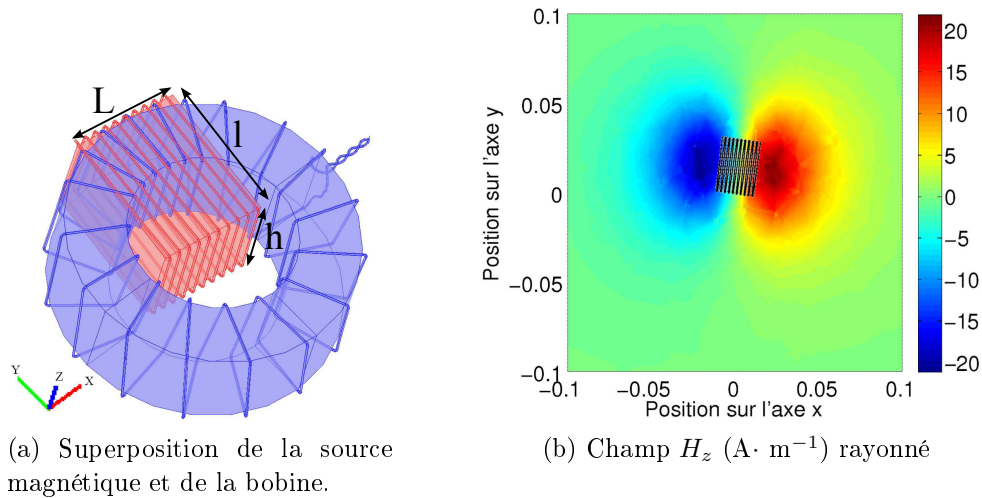 L
l
h
Y
Z
X
(a) Superposition de la source
magnétique et de la bobine.
0.1
0.05
0
−0.05
−0.1
Position sur l'axe y
−0.1
−0.05
0
0.05
0.1
Position sur l'axe x
20
15
10
5
0
−5
−10
−15
−20
(b) Champ Hz (A· m−1) rayonné